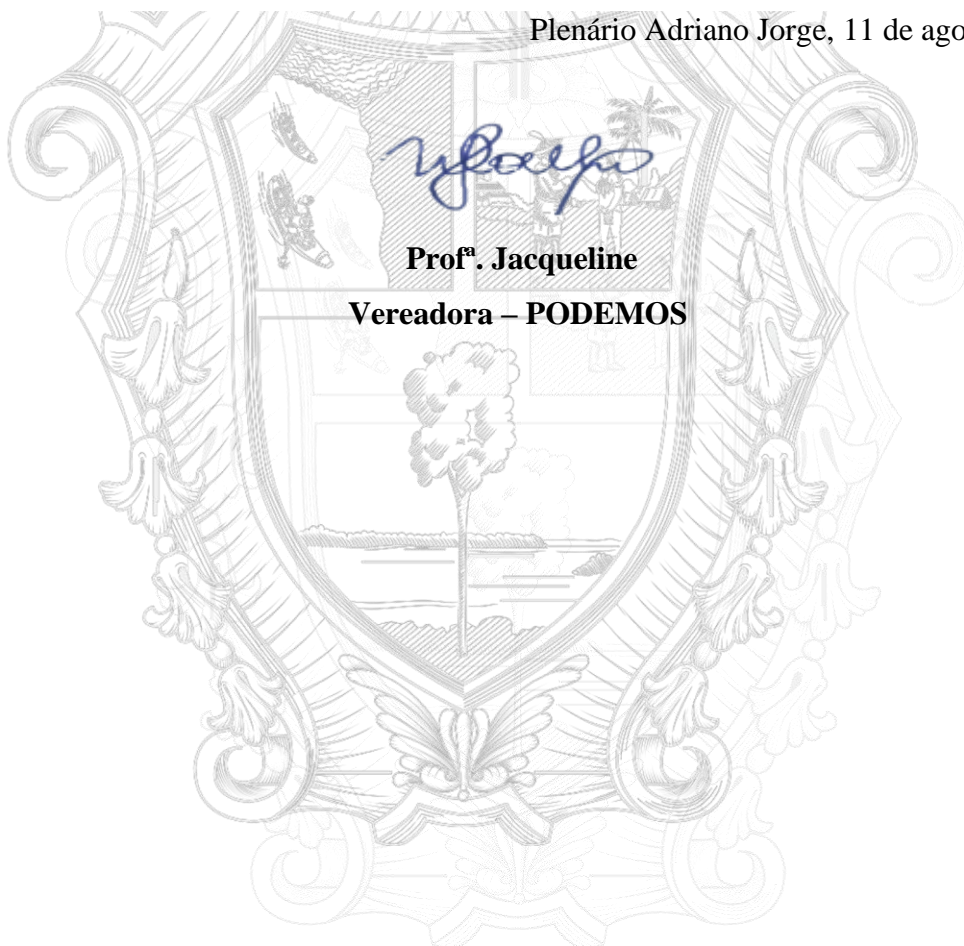 Plenário Adriano Jorge, 11 de ago
Profª. Jacqueline
Vereadora – PODEMOS